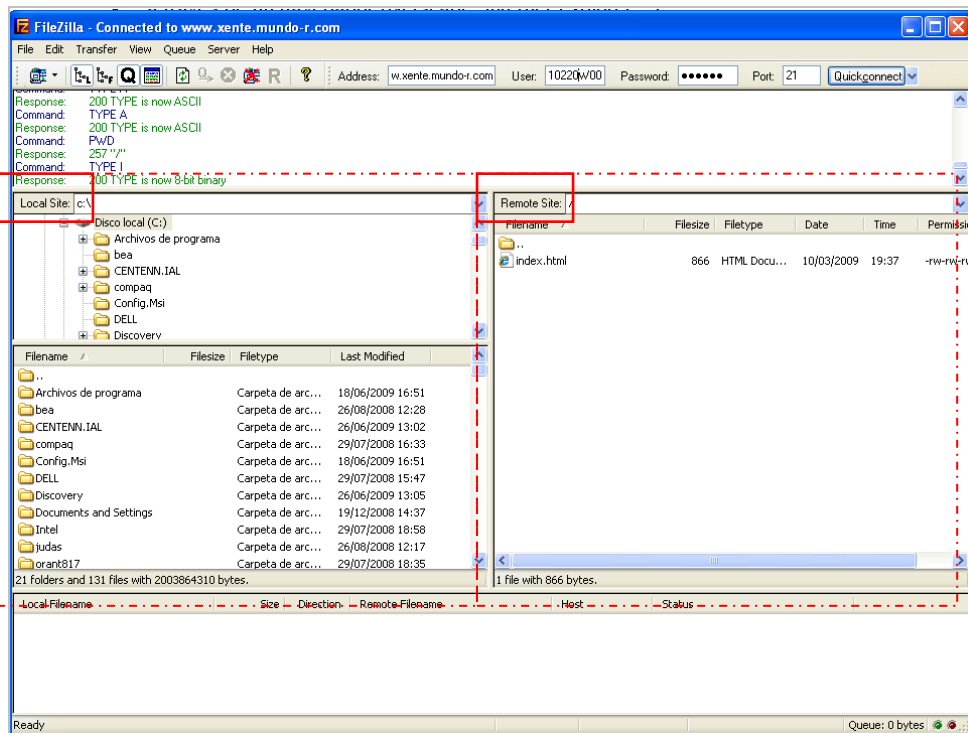 FileZilla - Connected to www.xente.mundo-r.com
File Edit Transfer View Queue Server Help
Address: w.xente.mundo-r.com User: 10220W00 Password: ●●●●●● Port: 21 Quickconnect
Response: 200 TYPE is now ASCII
Command: TYPE A
Response: 200 TYPE is now ASCII
Command: PWD
Response: 257 "/"
Command: TYPE I
Response: 200 TYPE is now 8-bit binary
Local Site: c:\
Disco local (C:)
Archivos de programa
bea
CENTENN.IAL
compaq
Config.Msi
DELL
Discovery
Filename Filesize Filetype Last Modified
..
Archivos de programa Carpeta de arc... 18/06/2009 16:51
bea Carpeta de arc... 26/08/2008 12:28
CENTENN.IAL Carpeta de arc... 26/06/2009 13:02
compaq Carpeta de arc... 29/07/2008 16:33
Config.Msi Carpeta de arc... 18/06/2009 16:51
DELL Carpeta de arc... 29/07/2008 15:47
Discovery Carpeta de arc... 26/06/2009 13:05
Documents and Settings Carpeta de arc... 19/12/2008 14:37
Intel Carpeta de arc... 29/07/2008 18:58
judas Carpeta de arc... 26/08/2008 12:17
orant817 Carpeta de arc... 29/07/2008 18:35
21 folders and 131 files with 2003864310 bytes.
Remote Site: /
Filename Filesize Filetype Date Time Permissi
..
index.html 866 HTML Docu... 10/03/2009 19:37 -rw-rw-rw
1 file with 866 bytes.
Local Filename Size Direction Remote Filename Host Status
Ready Queue: 0 bytes